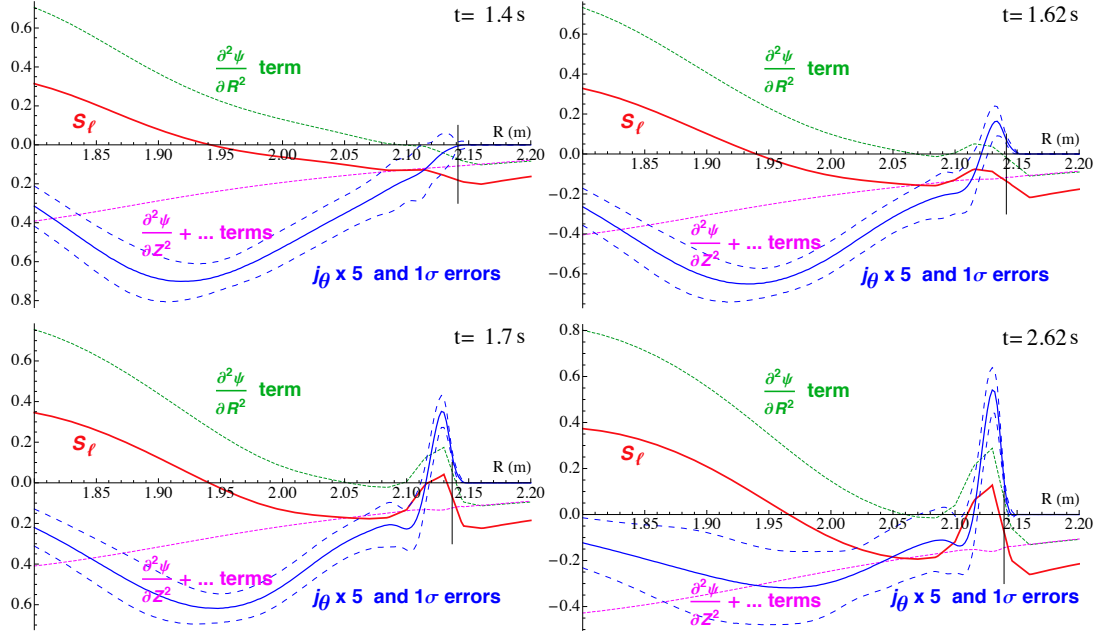 t= 1.4 s
0.6
0.4
0.2
0.0
0.2
0.4
0.6
0.8
1.85 1.90 1.95 2.00 2.05 2.10 2.15 2.20
R (m)
∂²ψ/∂R² term
Sℓ
∂²ψ/∂Z² + ... terms
jθ x 5 and 1σ errors
t= 1.62 s
0.6
0.4
0.2
0.0
−0.2
−0.4
−0.6
1.85 1.90 1.95 2.00 2.05 2.10 2.15 2.20
R (m)
∂²ψ/∂R² term
Sℓ
∂²ψ/∂Z² + ... terms
jθ x 5 and 1σ errors
t= 1.7 s
0.6
0.4
0.2
0.0
0.2
0.4
0.6
1.85 1.90 1.95 2.00 2.05 2.10 2.15 2.20
R (m)
∂²ψ/∂R² term
Sℓ
∂²ψ/∂Z² + ... terms
jθ x 5 and 1σ errors
t= 2.62 s
0.8
0.6
0.4
0.2
0.0
−0.2
−0.4
1.85 1.90 1.95 2.00 2.05 2.10 2.15 2.20
R (m)
∂²ψ/∂R² term
Sℓ
∂²ψ/∂Z² + ... terms
jθ x 5 and 1σ errors